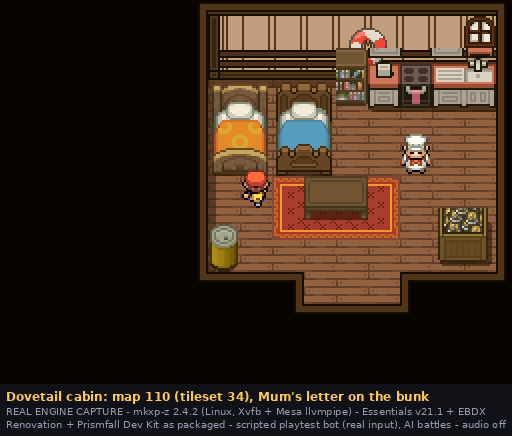 Dovetail cabin: map 110 (tileset 34), Mum's letter on the bunk
REAL ENGINE CAPTURE - mkxp-z 2.4.2 (Linux, Xvfb + Mesa llvmpipe) - Essentials v21.1 + EBDX
Renovation + Prismfall Dev Kit as packaged - scripted playtest bot (real input), AI battles - audio off